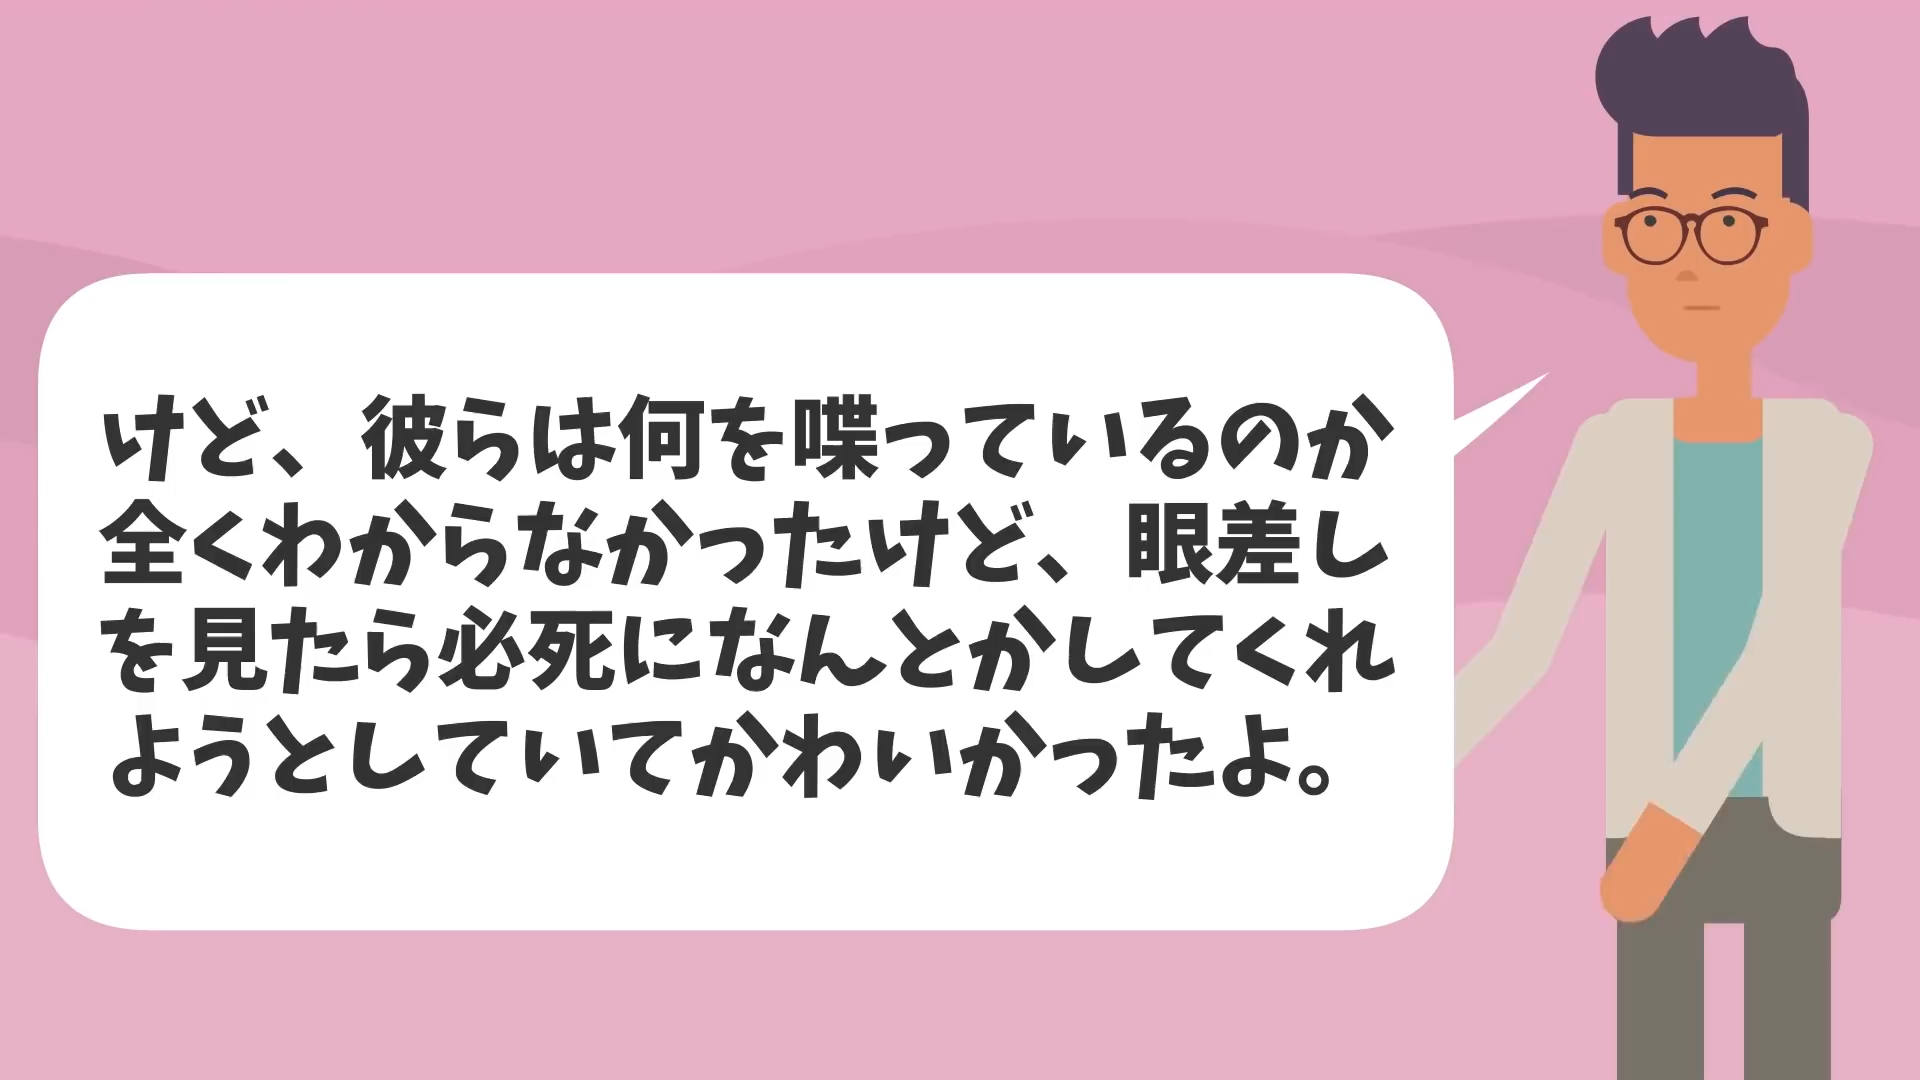 けど、彼らは何を喋っているのか
全くわからなかったけど、眼差し
を見たら必死になんとかしてくれ
ようとしていてかわいかったよ。